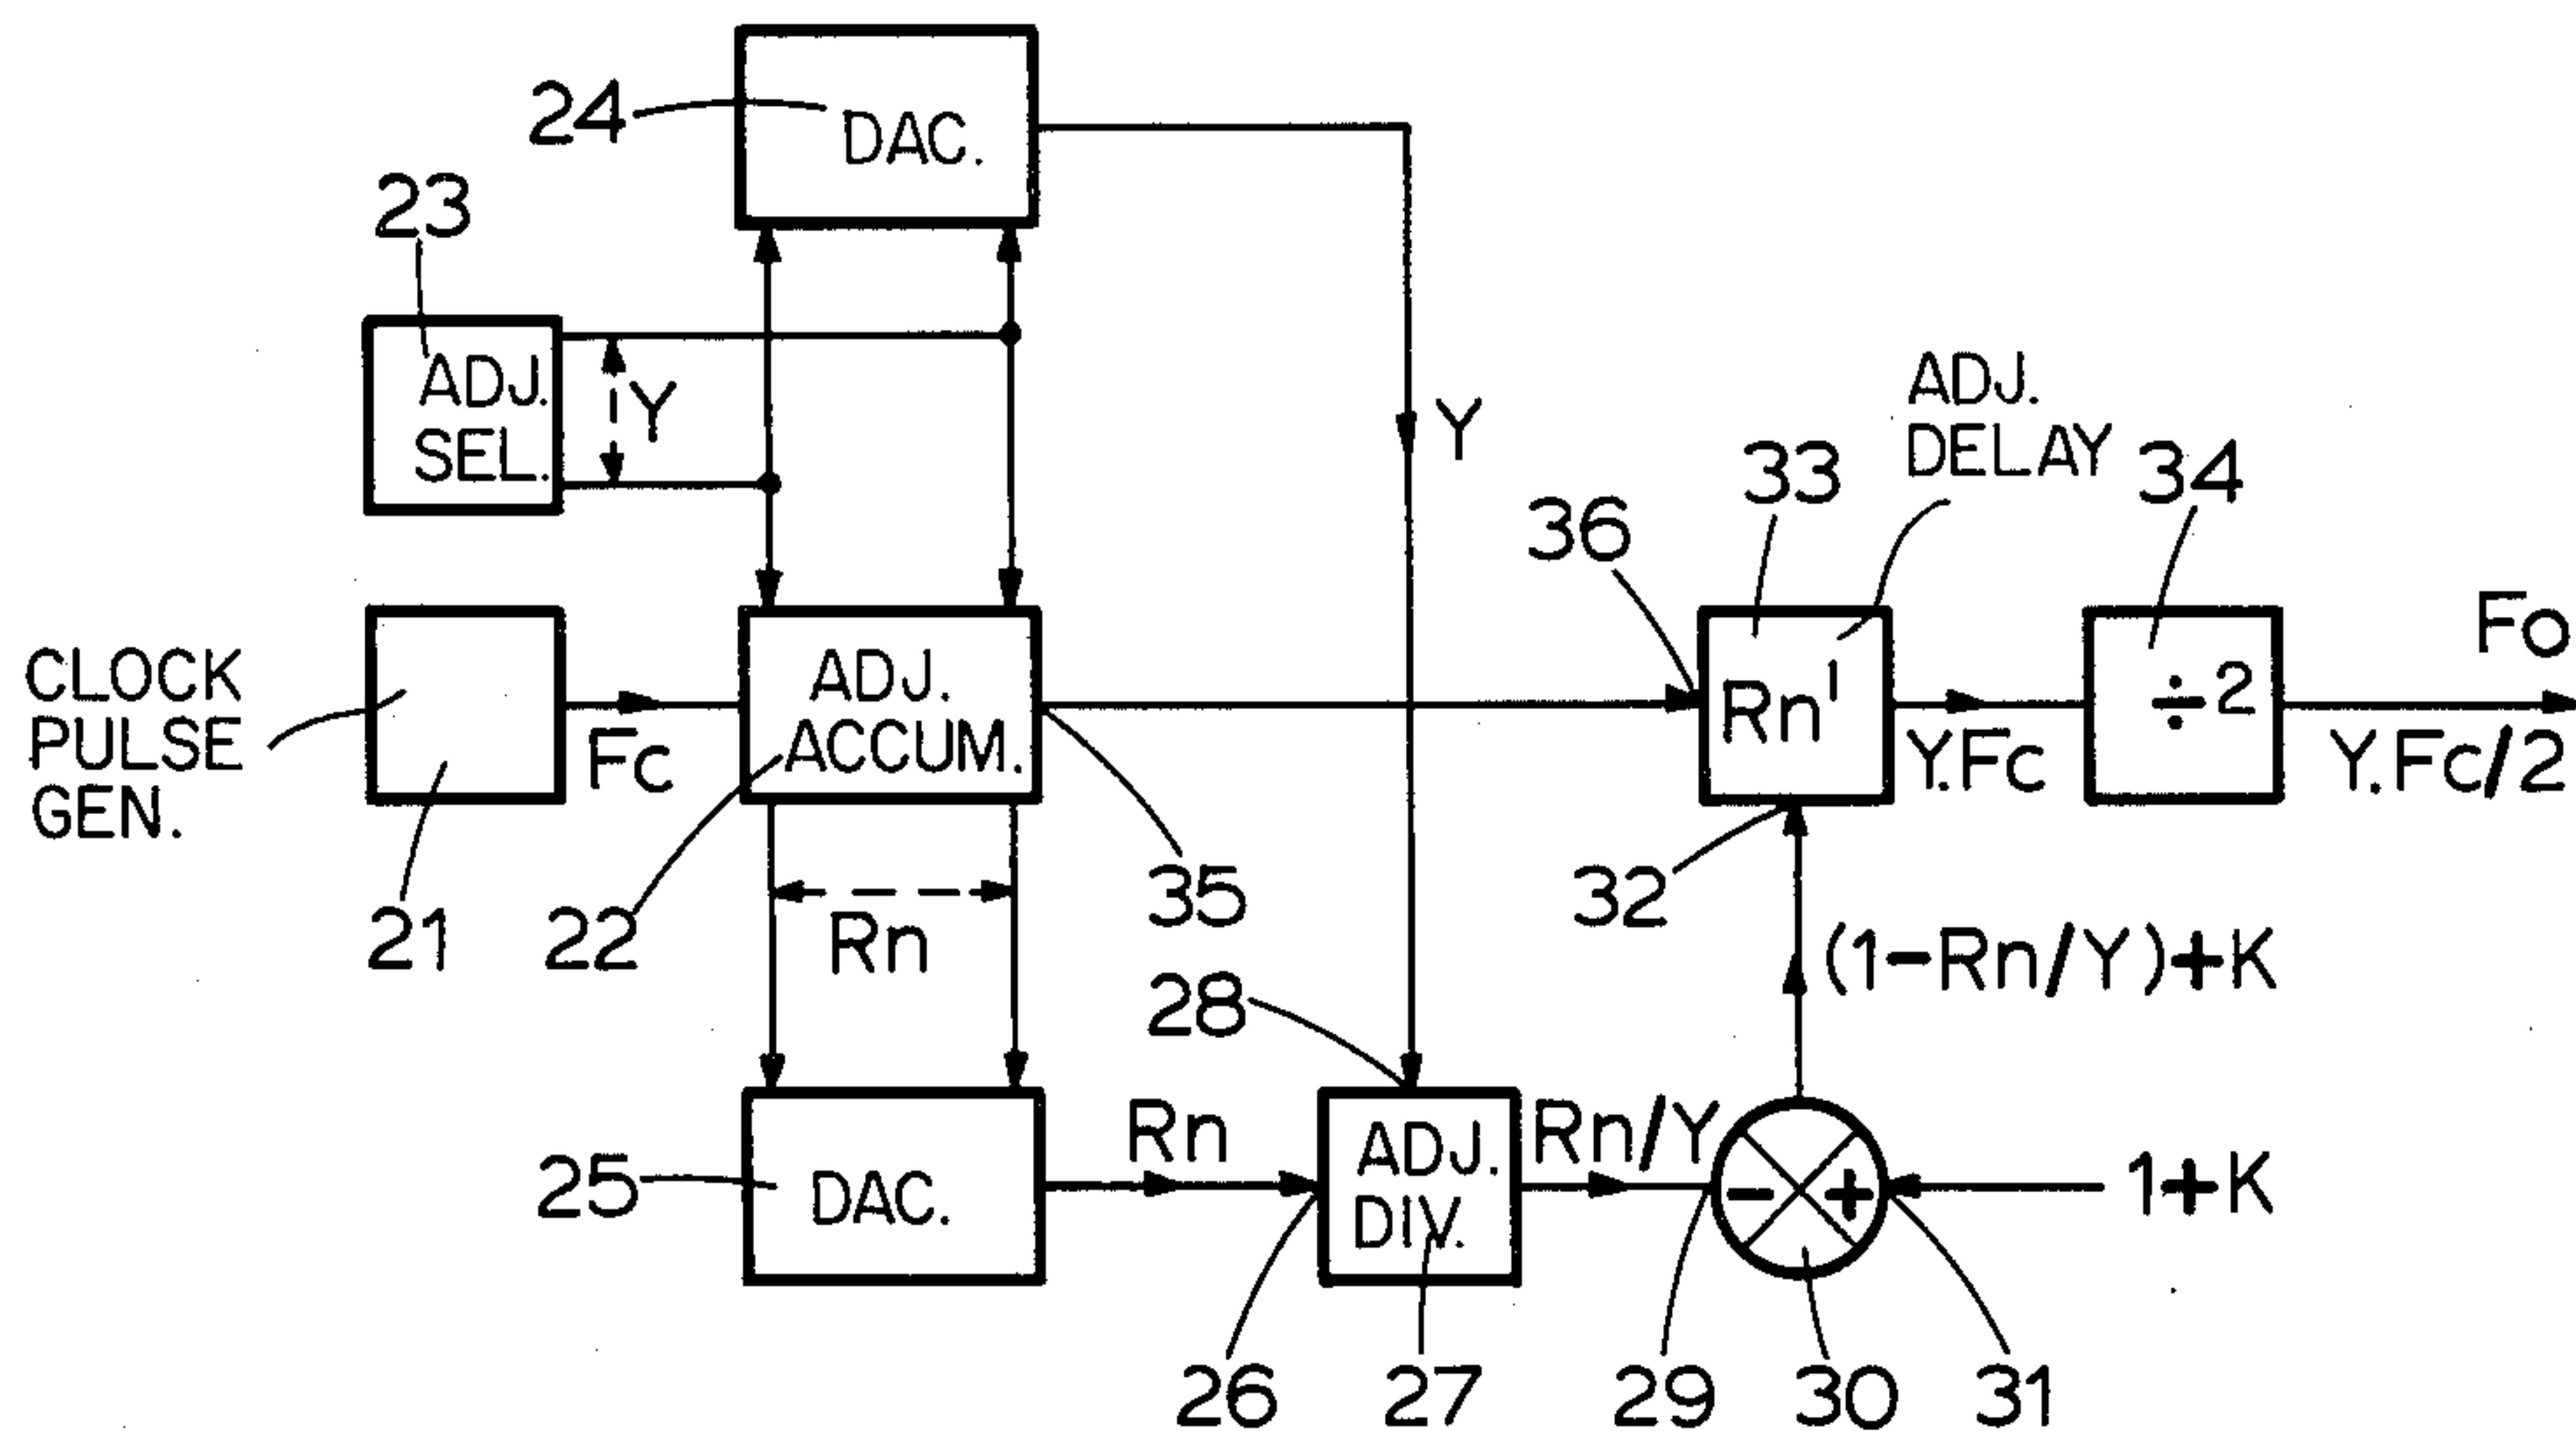 24
DAC.
23
ADJ.
SEL.
Y
Y
ADJ.
DELAY
36
33
34
CLOCK
PULSE
GEN.
Fc
ADJ.
ACCUM.
Rn'
Y.Fc
÷2
Fo
Y.Fc/2
21
22
Rn
35
32
(1-Rn/Y)+K
28
25
DAC.
Rn
ADJ.
DIV.
Rn/Y
-
+
1+K
26
27
29
30
31